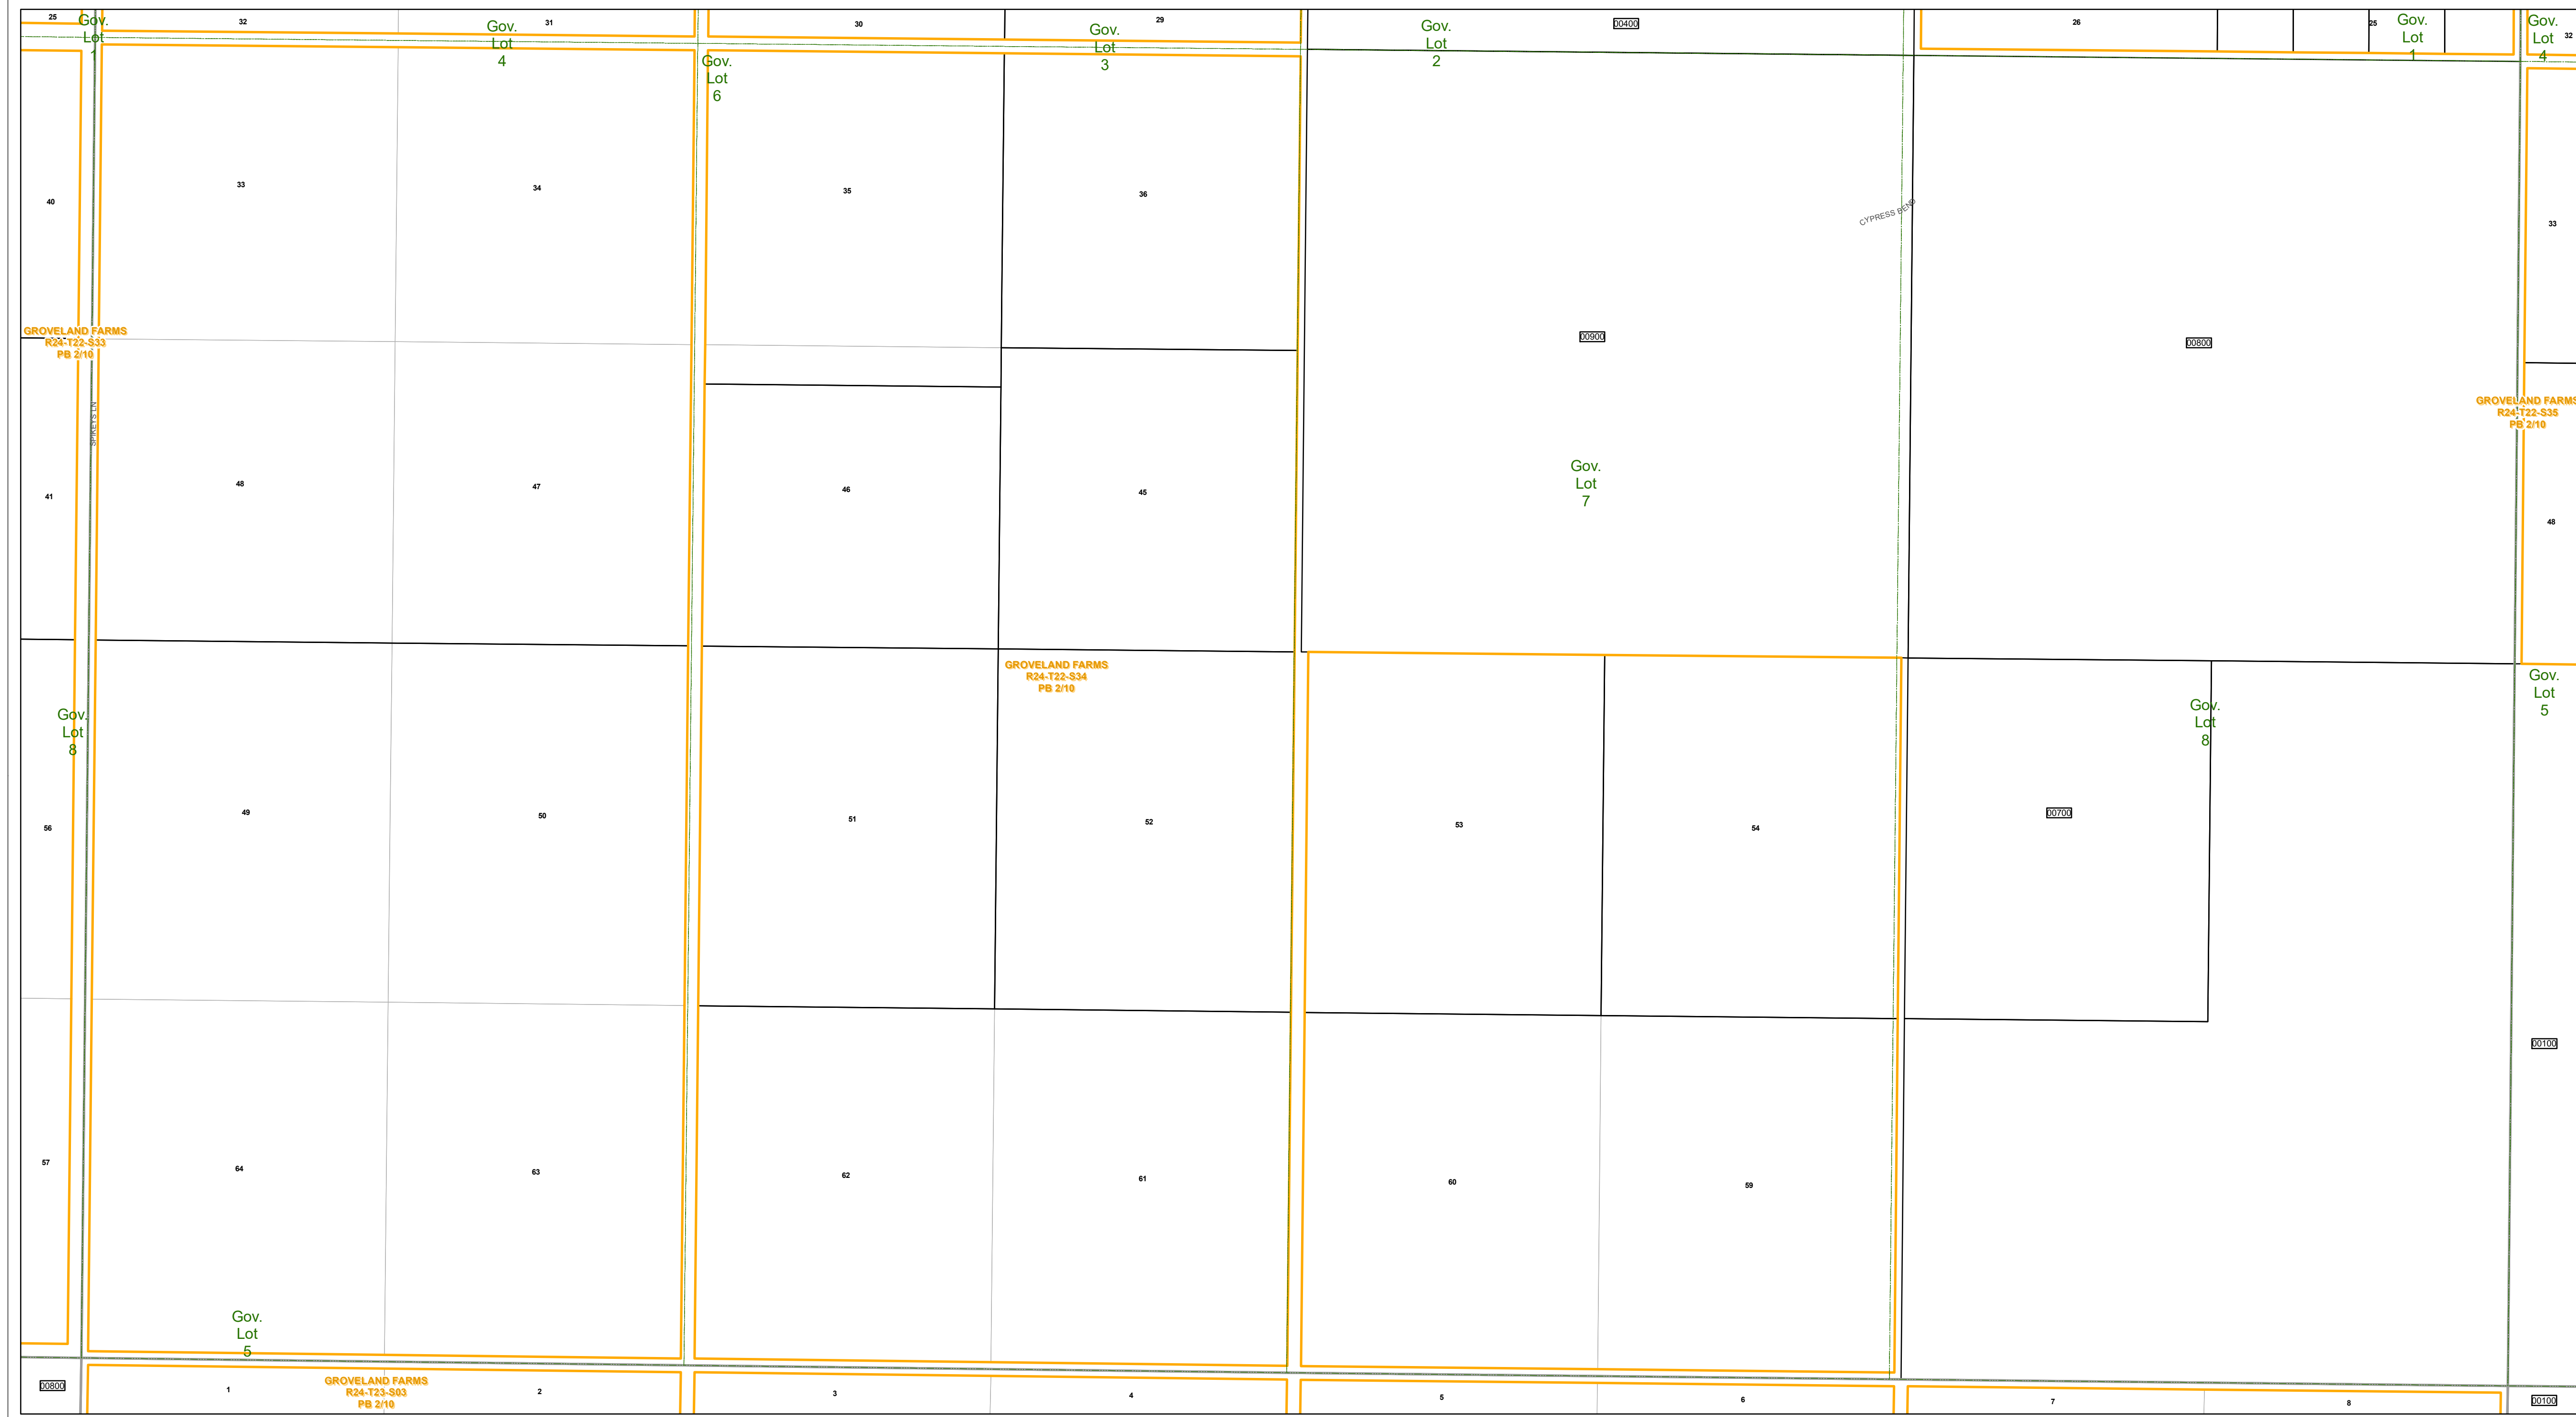 25
Gov.
Lot
1
32
Gov.
Lot
4
31
30
Gov.
Lot
3
29
Gov.
Lot
2
00400
26
25
Gov.
Lot
1
Gov.
Lot
4
32
Gov.
Lot
6
40
33
34
35
36
CYPRESS BEND
33
GROVELAND FARMS
R24-T22-S33
PB 2/10
00900
00800
SPIKEYS LN
GROVELAND FARMS
R24-T22-S35
PB 2/10
41
48
47
46
45
Gov.
Lot
7
48
GROVELAND FARMS
R24-T22-S34
PB 2/10
Gov.
Lot
5
Gov.
Lot
8
Gov.
Lot
8
56
49
50
51
52
53
54
00700
00100
57
64
63
62
61
60
59
Gov.
Lot
5
00800
1
GROVELAND FARMS
R24-T23-S03
PB 2/10
2
3
4
5
6
7
8
00100